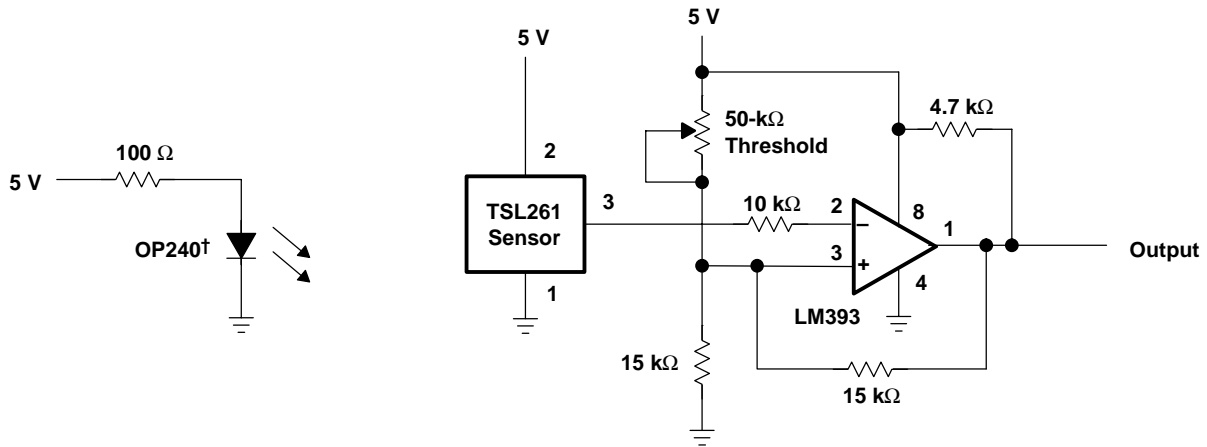 5 V
100 Ω
OP240†
5 V
2
TSL261
Sensor
3
1
5 V
50-kΩ
Threshold
4.7 kΩ
10 kΩ
2
8
−
1
3
+
4
LM393
Output
15 kΩ
15 kΩ